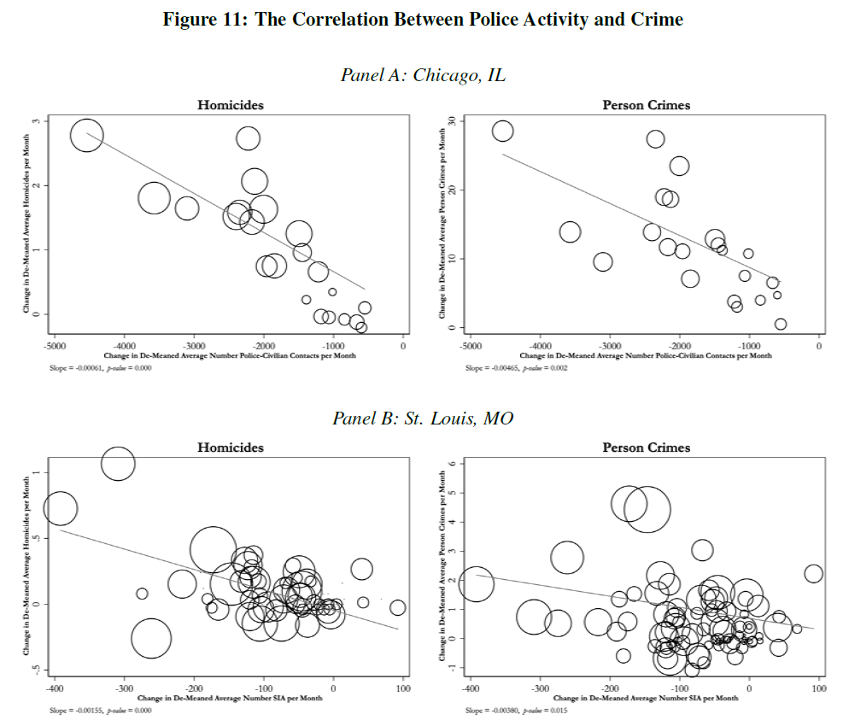 Figure 11: The Correlation Between Police Activity and Crime
Panel A: Chicago, IL
Homicides
Person Crimes
Change in De-Meaned Average Homicides per Month
3
2
1
0
-5000 -4000 -3000 -2000 -1000 0
Change in De-Meaned Average Number Police-Civilian Contacts per Month
Slope = -0.00061, p-value = 0.000
Change in De-Meaned Average Person Crimes per Month
30
20
10
0
-5000 -4000 -3000 -2000 -1000 0
Change in De-Meaned Average Number Police-Civilian Contacts per Month
Slope = -0.00465, p-value = 0.002
Panel B: St. Louis, MO
Homicides
Person Crimes
Change in De-Meaned Average Homicides per Month
1
.5
0
-.5
-400 -300 -200 -100 0 100
Change in De-Meaned Average Number SIA per Month
Slope = -0.00155, p-value = 0.000
Change in De-Meaned Average Person Crimes per Month
6
5
4
3
2
1
0
-1
-400 -300 -200 -100 0 100
Change in De-Meaned Average Number SIA per Month
Slope = -0.00380, p-value = 0.015